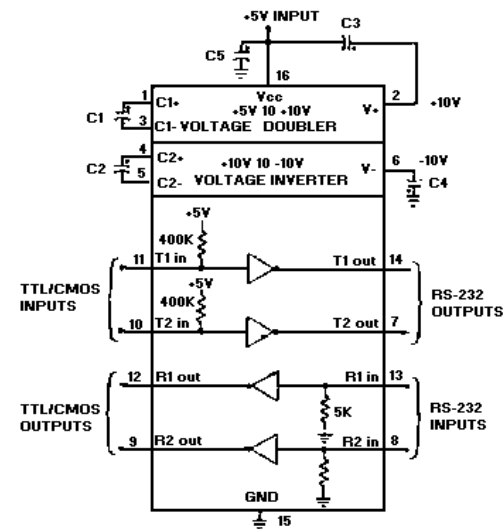 +5V INPUT
C3
C5
16
1
C1+
Vcc
+5V 10 +10V
V+
2
+10V
C1
3
C1- VOLTAGE DOUBLER
4
C2+
+10V 10 -10V
V-
6
-10V
C2
5
C2-
VOLTAGE INVERTER
C4
+5V
400K
11
T1 in
T1 out
14
TTL/CMOS
INPUTS
+5V
400K
RS-232
OUTPUTS
10
T2 in
T2 out
7
12
R1 out
R1 in
13
TTL/CMOS
OUTPUTS
5K
RS-232
INPUTS
9
R2 out
R2 in
8
GND
15